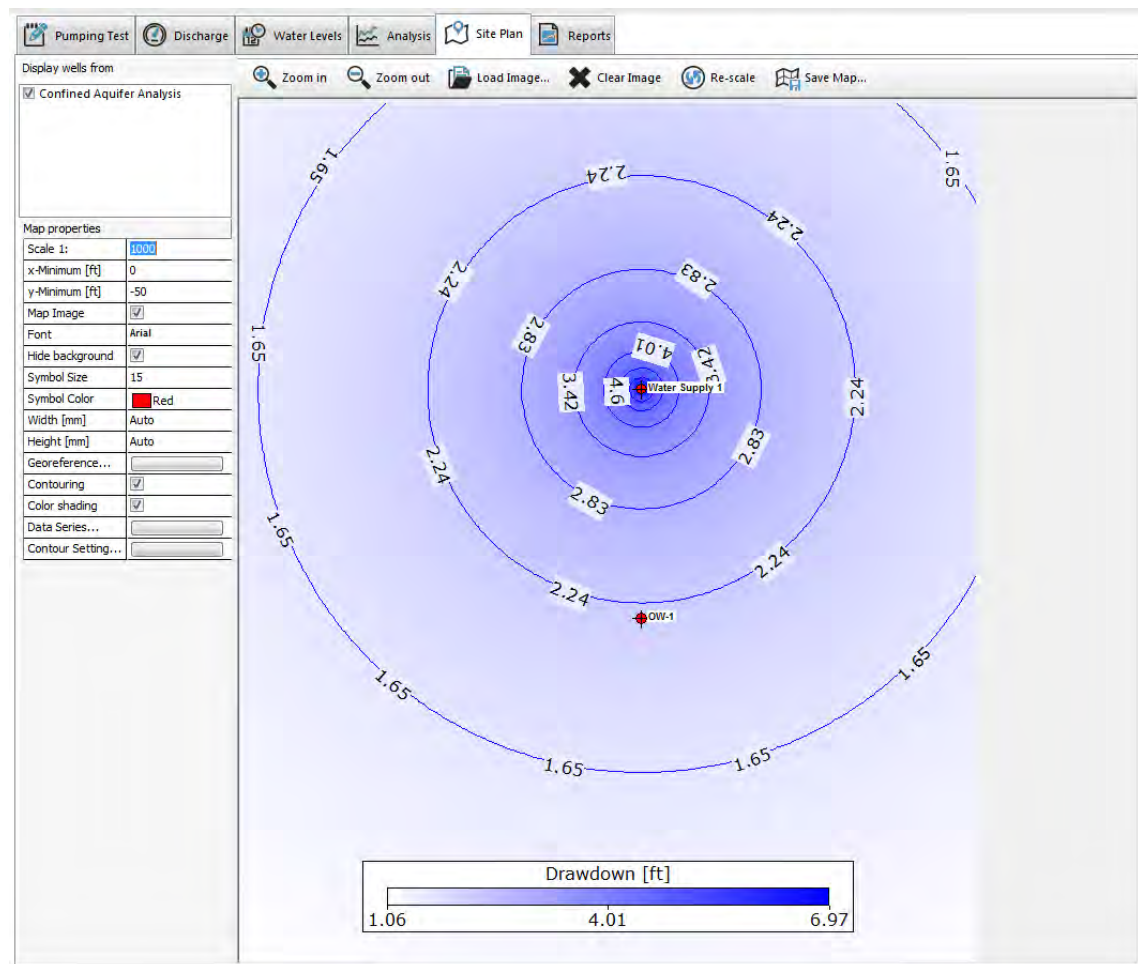 Pumping Test
Discharge
Water Levels
Analysis
Site Plan
Reports
Display wells from
Zoom in
Zoom out
Load Image...
Clear Image
Re-scale
Save Map...
Confined Aquifer Analysis
Map properties
Scale 1: 1000
x-Minimum [ft] 0
y-Minimum [ft] -50
Map Image
Font Arial
Hide background
Symbol Size 15
Symbol Color Red
Width [mm] Auto
Height [mm] Auto
Georeference...
Contouring
Color shading
Data Series...
Contour Setting...
1.65
1.65
2.24
2.24
2.24
2.83
1.65
2.83
4.01
3.42
3.42
4.6
Water Supply 1
2.24
2.83
2.24
2.83
1.65
2.24
2.24
OW-1
1.65
1.65
1.65
1.65
Drawdown [ft]
1.06 4.01 6.97